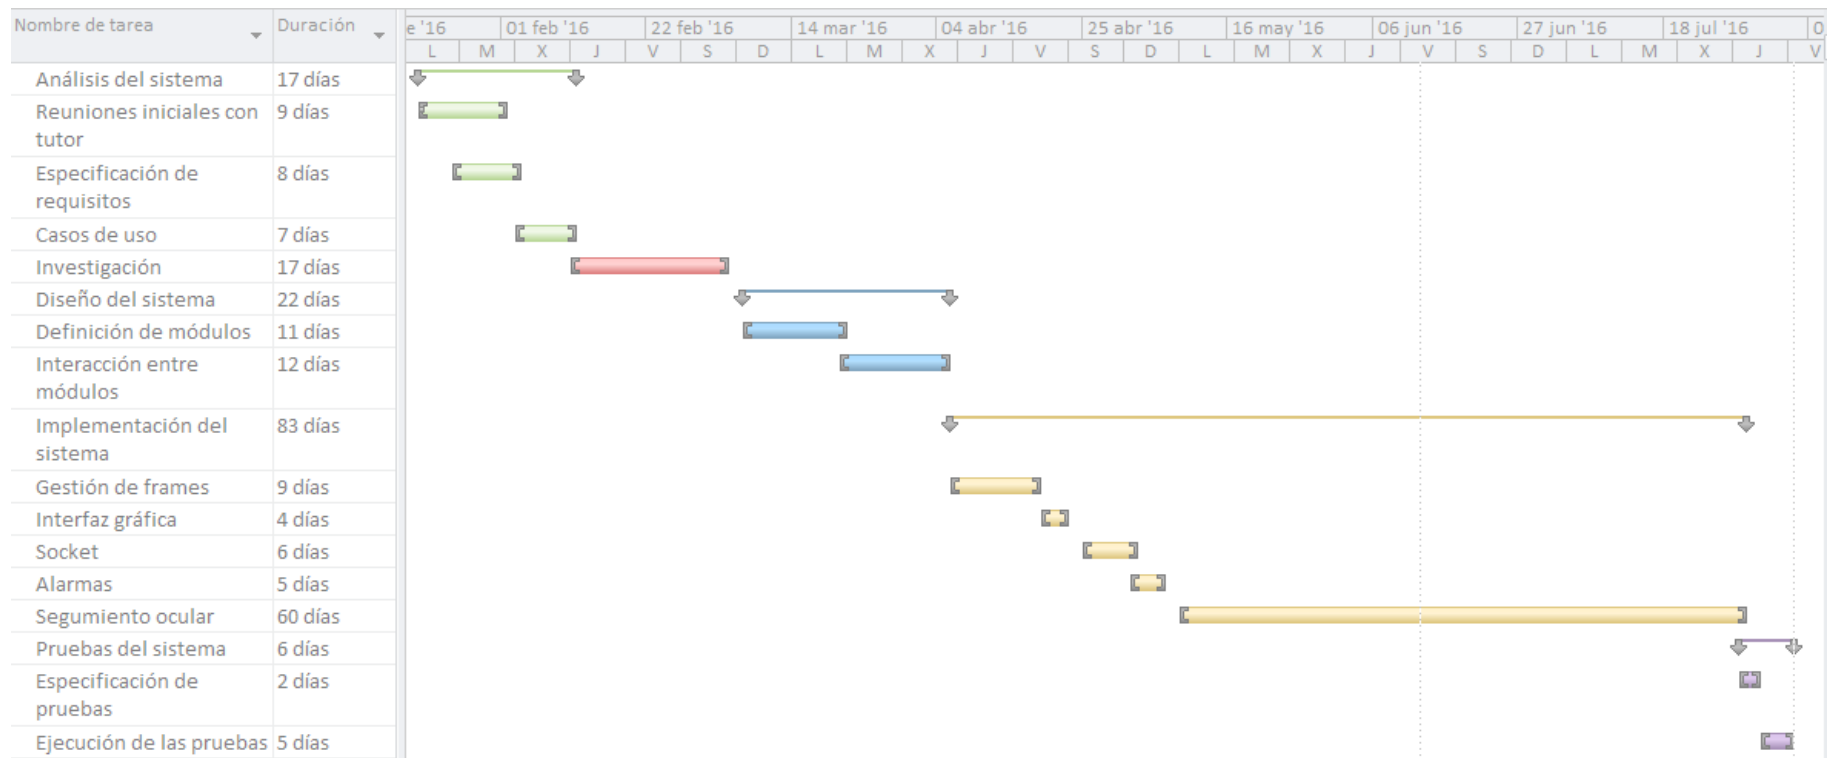 Nombre de tarea Duración e '16 01 feb '16 22 feb '16 14 mar '16 04 abr '16 25 abr '16 16 may '16 06 jun '16 27 jun '16 18 jul '16 0
L M X J V S D L M X J V S D L M X J V S D L M X J V
Análisis del sistema 17 días
Reuniones iniciales con 9 días
tutor
Especificación de 8 días
requisitos
Casos de uso 7 días
Investigación 17 días
Diseño del sistema 22 días
Definición de módulos 11 días
Interacción entre 12 días
módulos
Implementación del 83 días
sistema
Gestión de frames 9 días
Interfaz gráfica 4 días
Socket 6 días
Alarmas 5 días
Segumiento ocular 60 días
Pruebas del sistema 6 días
Especificación de 2 días
pruebas
Ejecución de las pruebas 5 días